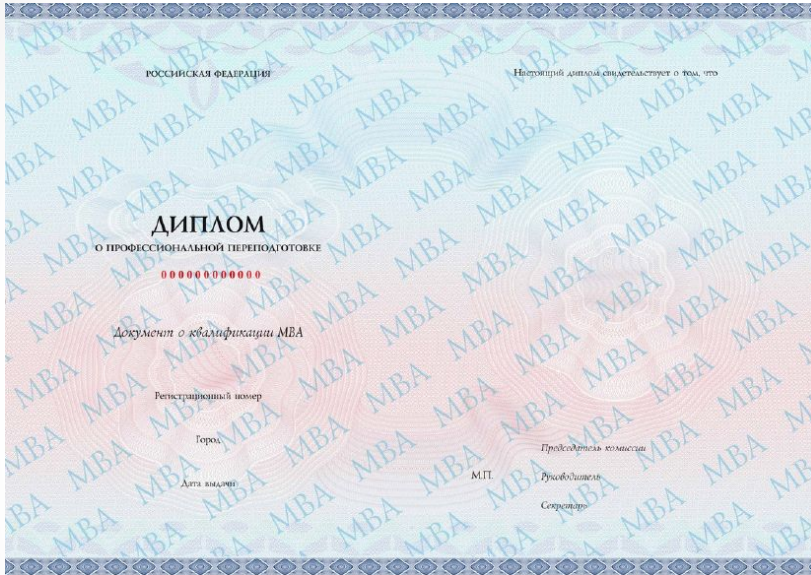 РОССИЙСКАЯ ФЕДЕРАЦИЯ
ДИПЛОМ
О ПРОФЕССИОНАЛЬНОЙ ПЕРЕПОДГОТОВКЕ
000000000000
Документ о квалификации MBA
Регистрационный номер
Город
Дата выдачи
Настоящий диплом свидетельствует о том, что
М.П.
Председатель комиссии
Руководитель
Секретарь
MBA